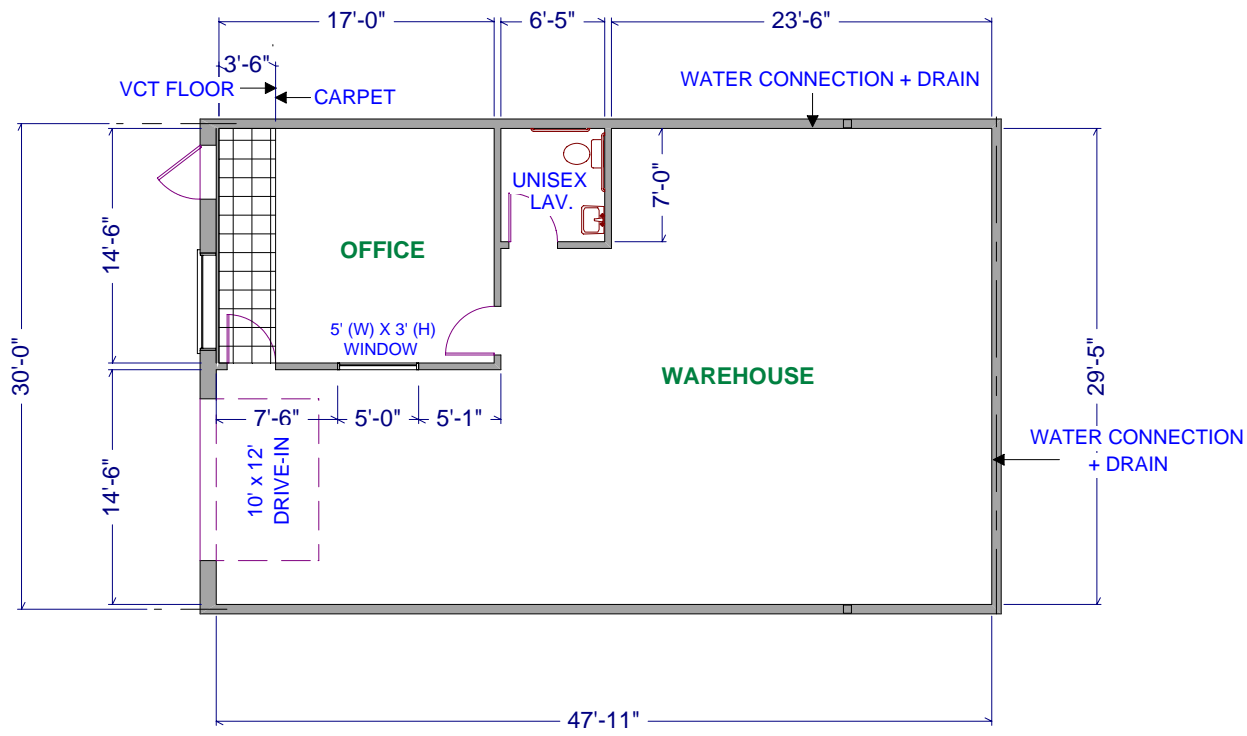 17'-0"
6'-5"
23'-6"
3'-6"
VCT FLOOR
CARPET
WATER CONNECTION + DRAIN
UNISEX
LAV.
7'-0"
14'-6"
OFFICE
5' (W) X 3' (H)
WINDOW
30'-0"
WAREHOUSE
29'-5"
7'-6"
5'-0"
5'-1"
WATER CONNECTION
+ DRAIN
14'-6"
10' x 12'
DRIVE-IN
47'-11"